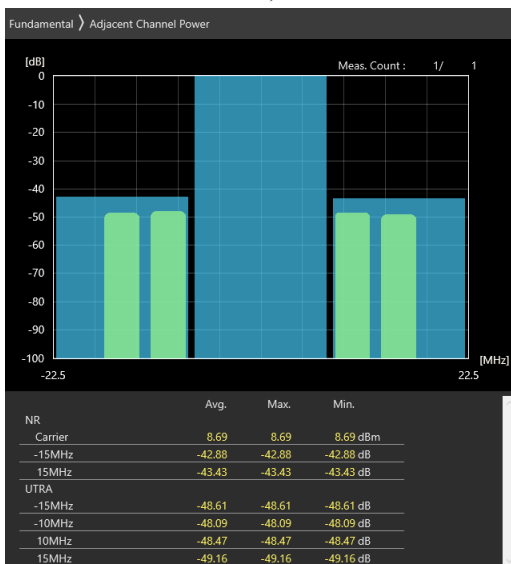 Fundamental 〉 Adjacent Channel Power
[dB] Meas. Count : 1/ 1
0
-10
-20
-30
-40
-50
-60
-70
-80
-90
-100 [MHz]
-22.5 22.5
Avg. Max. Min.
NR
Carrier 8.69 8.69 8.69 dBm
-15MHz -42.88 -42.88 -42.88 dB
15MHz -43.43 -43.43 -43.43 dB
UTRA
-15MHz -48.61 -48.61 -48.61 dB
-10MHz -48.09 -48.09 -48.09 dB
10MHz -48.47 -48.47 -48.47 dB
15MHz -49.16 -49.16 -49.16 dB